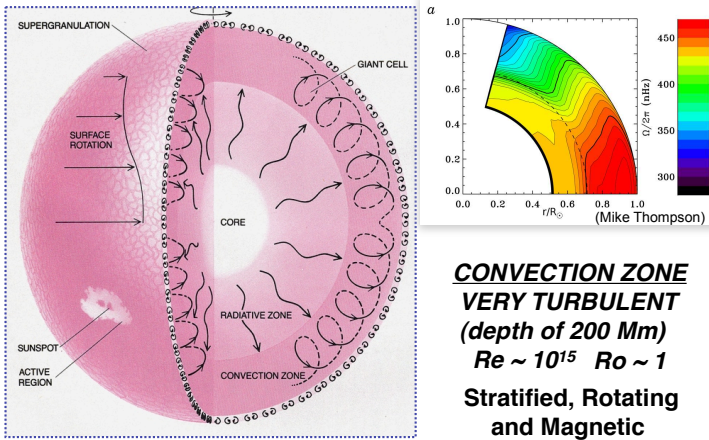 SUPERGRANULATION
GIANT CELL
SURFACE
ROTATION
CORE
RADIATIVE ZONE
SUNSPOT
ACTIVE
REGION
CONVECTION ZONE
a
1.0
0.8
0.6
0.4
0.2
0.0
0.0 0.2 0.4 0.6 0.8 1.0
r/R☉
450
400
350
300
Ω/2π (nHz)
(Mike Thompson)
CONVECTION ZONE
VERY TURBULENT
(depth of 200 Mm)
Re ~ 10¹⁵ Ro ~ 1
Stratified, Rotating
and Magnetic